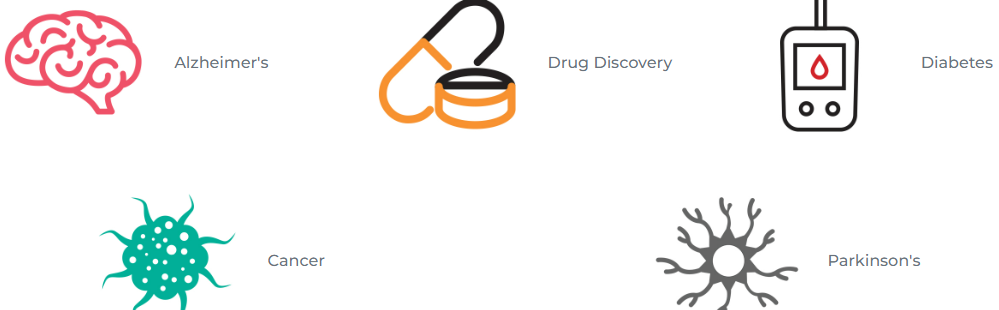 Alzheimer's
Drug Discovery
Diabetes
Cancer
Parkinson's